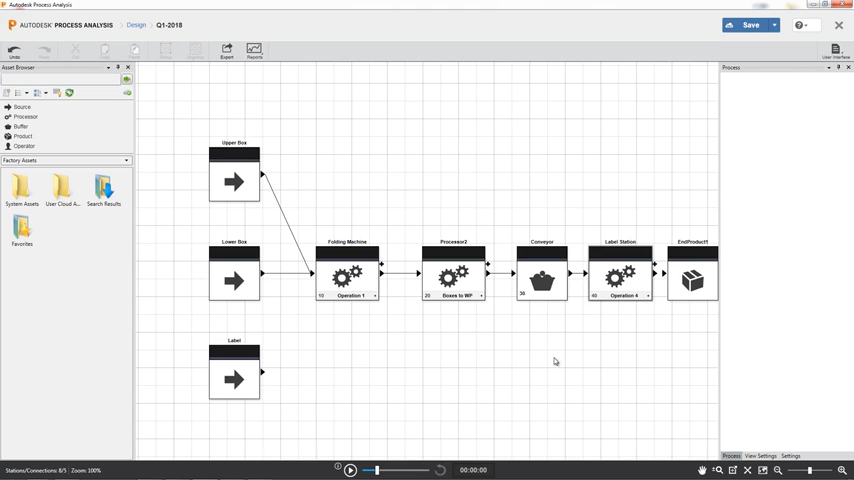 Autodesk Process Analysis
AUTODESK® PROCESS ANALYSIS
Design
Q1-2018
Save
Undo
Export
Reports
User Interface
Asset Browser
Process
Source
Processor
Buffer
Product
Operator
Factory Assets
System Assets
User Cloud A...
Search Results
Favorites
Upper Box
Lower Box
Folding Machine
10 Operation 1
Processor2
20 Boxes to WP
Conveyor
30
Label Station
40 Operation 4
EndProduct1
Label
Process
View Settings
Settings
Stations/Connections: 8/5
Zoom: 100%
00:00:00